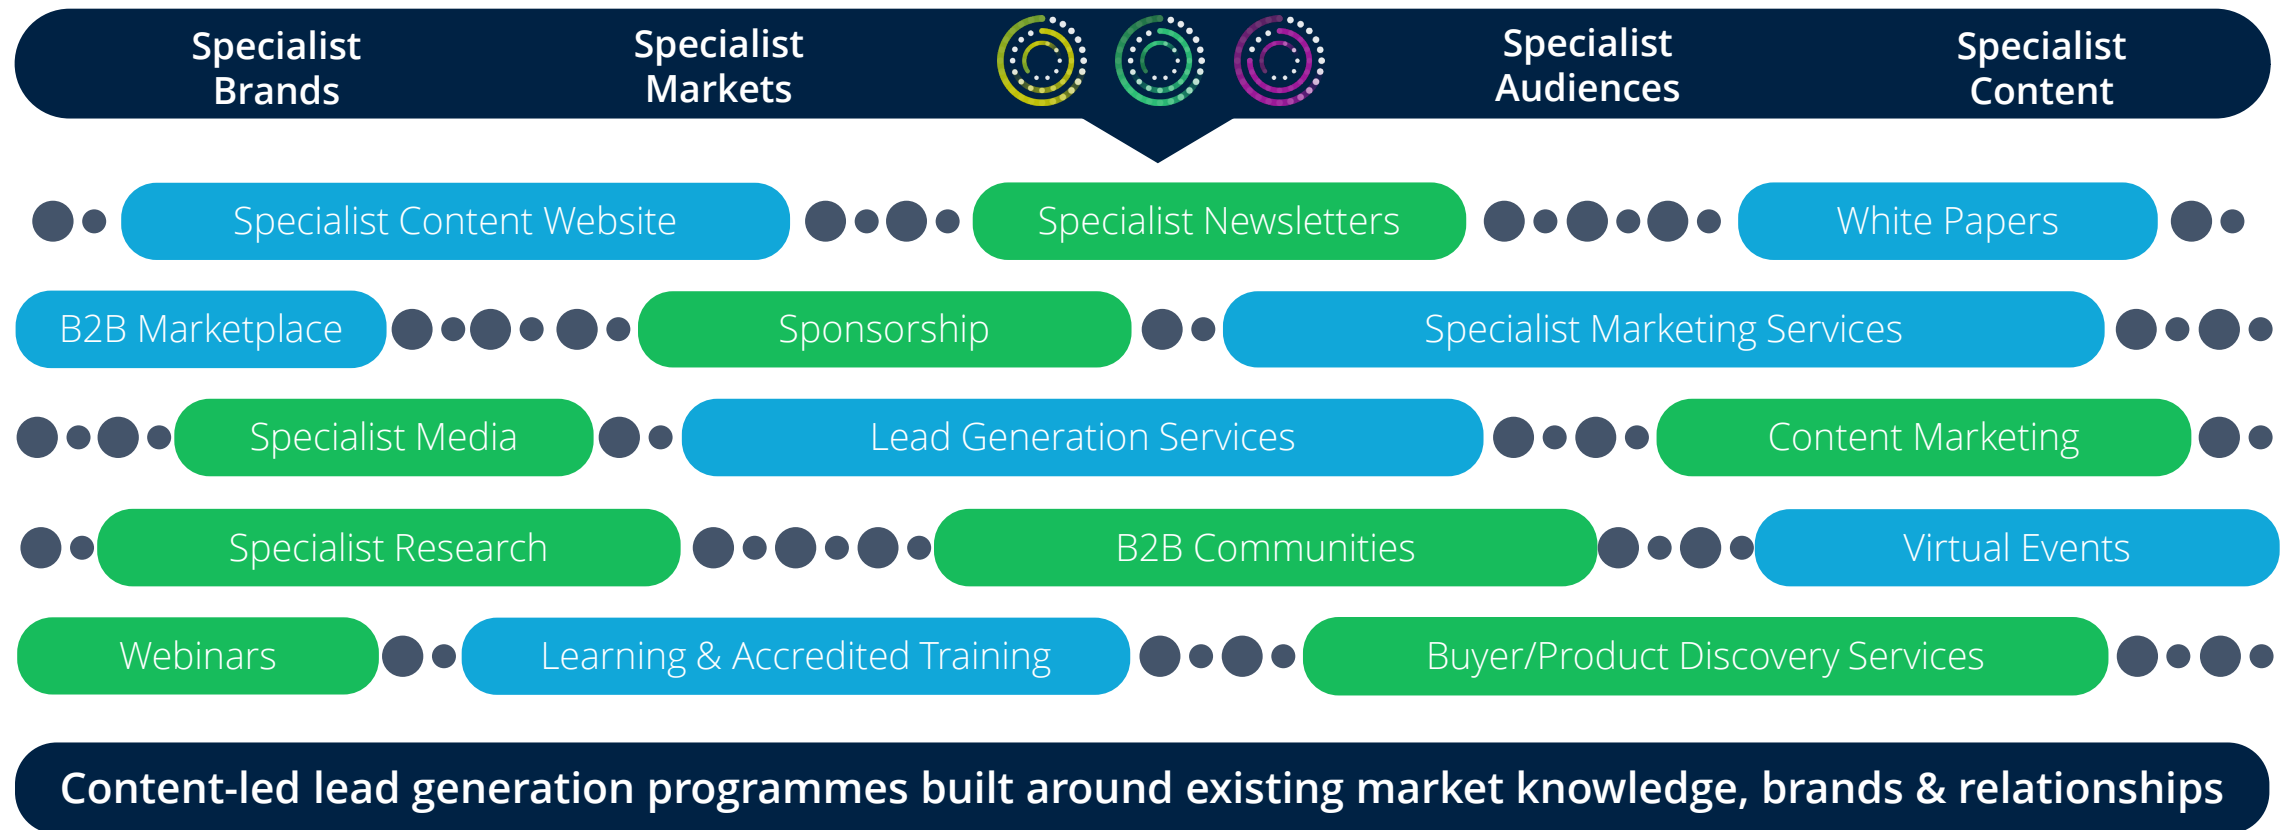 Specialist
Brands
Specialist
Markets
Specialist
Audiences
Specialist
Content
Specialist Content Website
Specialist Newsletters
White Papers
B2B Marketplace
Sponsorship
Specialist Marketing Services
Specialist Media
Lead Generation Services
Content Marketing
Specialist Research
B2B Communities
Virtual Events
Webinars
Learning & Accredited Training
Buyer/Product Discovery Services
Content-led lead generation programmes built around existing market knowledge, brands & relationships